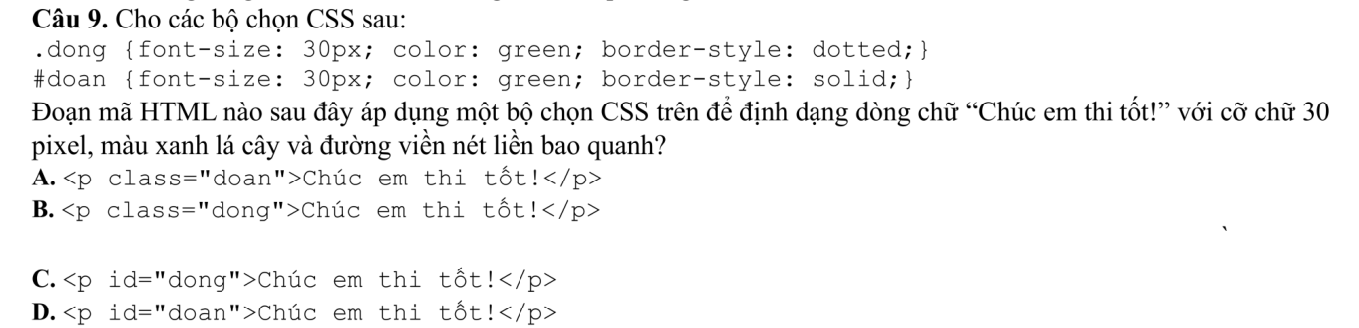 Câu 9. Cho các bộ chọn CSS sau:
.dong {font-size: 30px; color: green; border-style: dotted;}
#doan {font-size: 30px; color: green; border-style: solid;}
Đoạn mã HTML nào sau đây áp dụng một bộ chọn CSS trên để định dạng dòng chữ “Chúc em thi tốt!” với cỡ chữ 30
pixel, màu xanh lá cây và đường viền nét liền bao quanh?
A. <p class="doan">Chúc em thi tốt!</p>
B. <p class="dong">Chúc em thi tốt!</p>
C. <p id="dong">Chúc em thi tốt!</p>
D. <p id="doan">Chúc em thi tốt!</p>